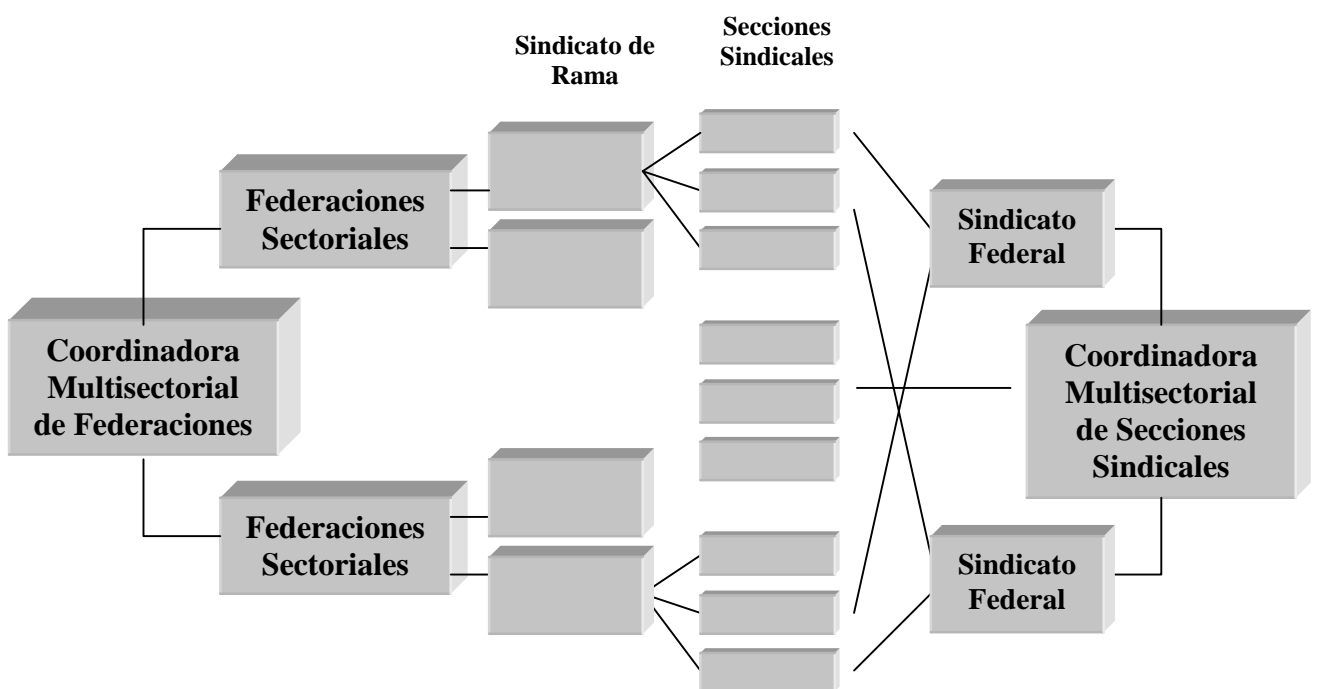 Sindicato de
Rama
Secciones
Sindicales
Federaciones
Sectoriales
Coordinadora
Multisectorial
de Federaciones
Federaciones
Sectoriales
Sindicato
Federal
Coordinadora
Multisectorial
de Secciones
Sindicales
Sindicato
Federal